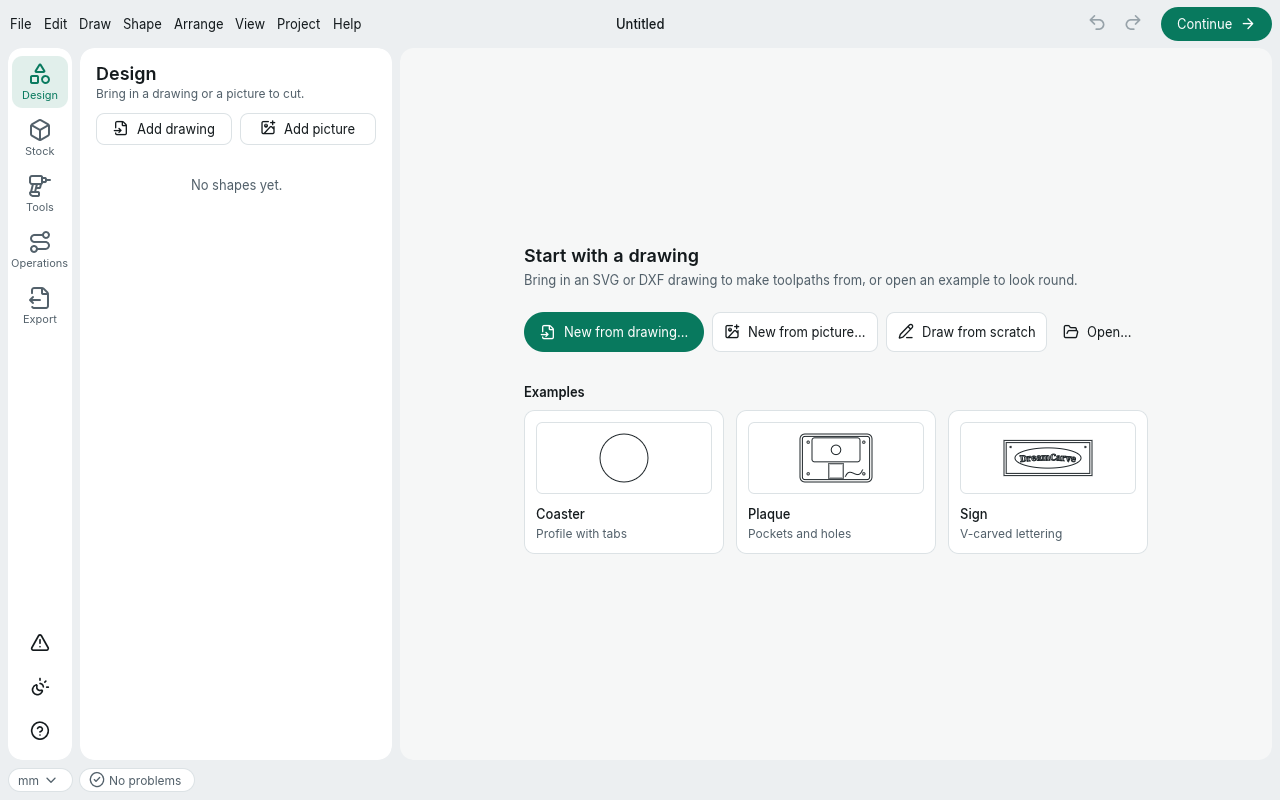 File Edit Draw Shape Arrange View Project Help
Untitled
Continue
Design
Stock
Tools
Operations
Export
Design
Bring in a drawing or a picture to cut.
Add drawing
Add picture
No shapes yet.
Start with a drawing
Bring in an SVG or DXF drawing to make toolpaths from, or open an example to look round.
New from drawing...
New from picture...
Draw from scratch
Open...
Examples
Coaster
Profile with tabs
Plaque
Pockets and holes
DreamCarve
Sign
V-carved lettering
mm
No problems